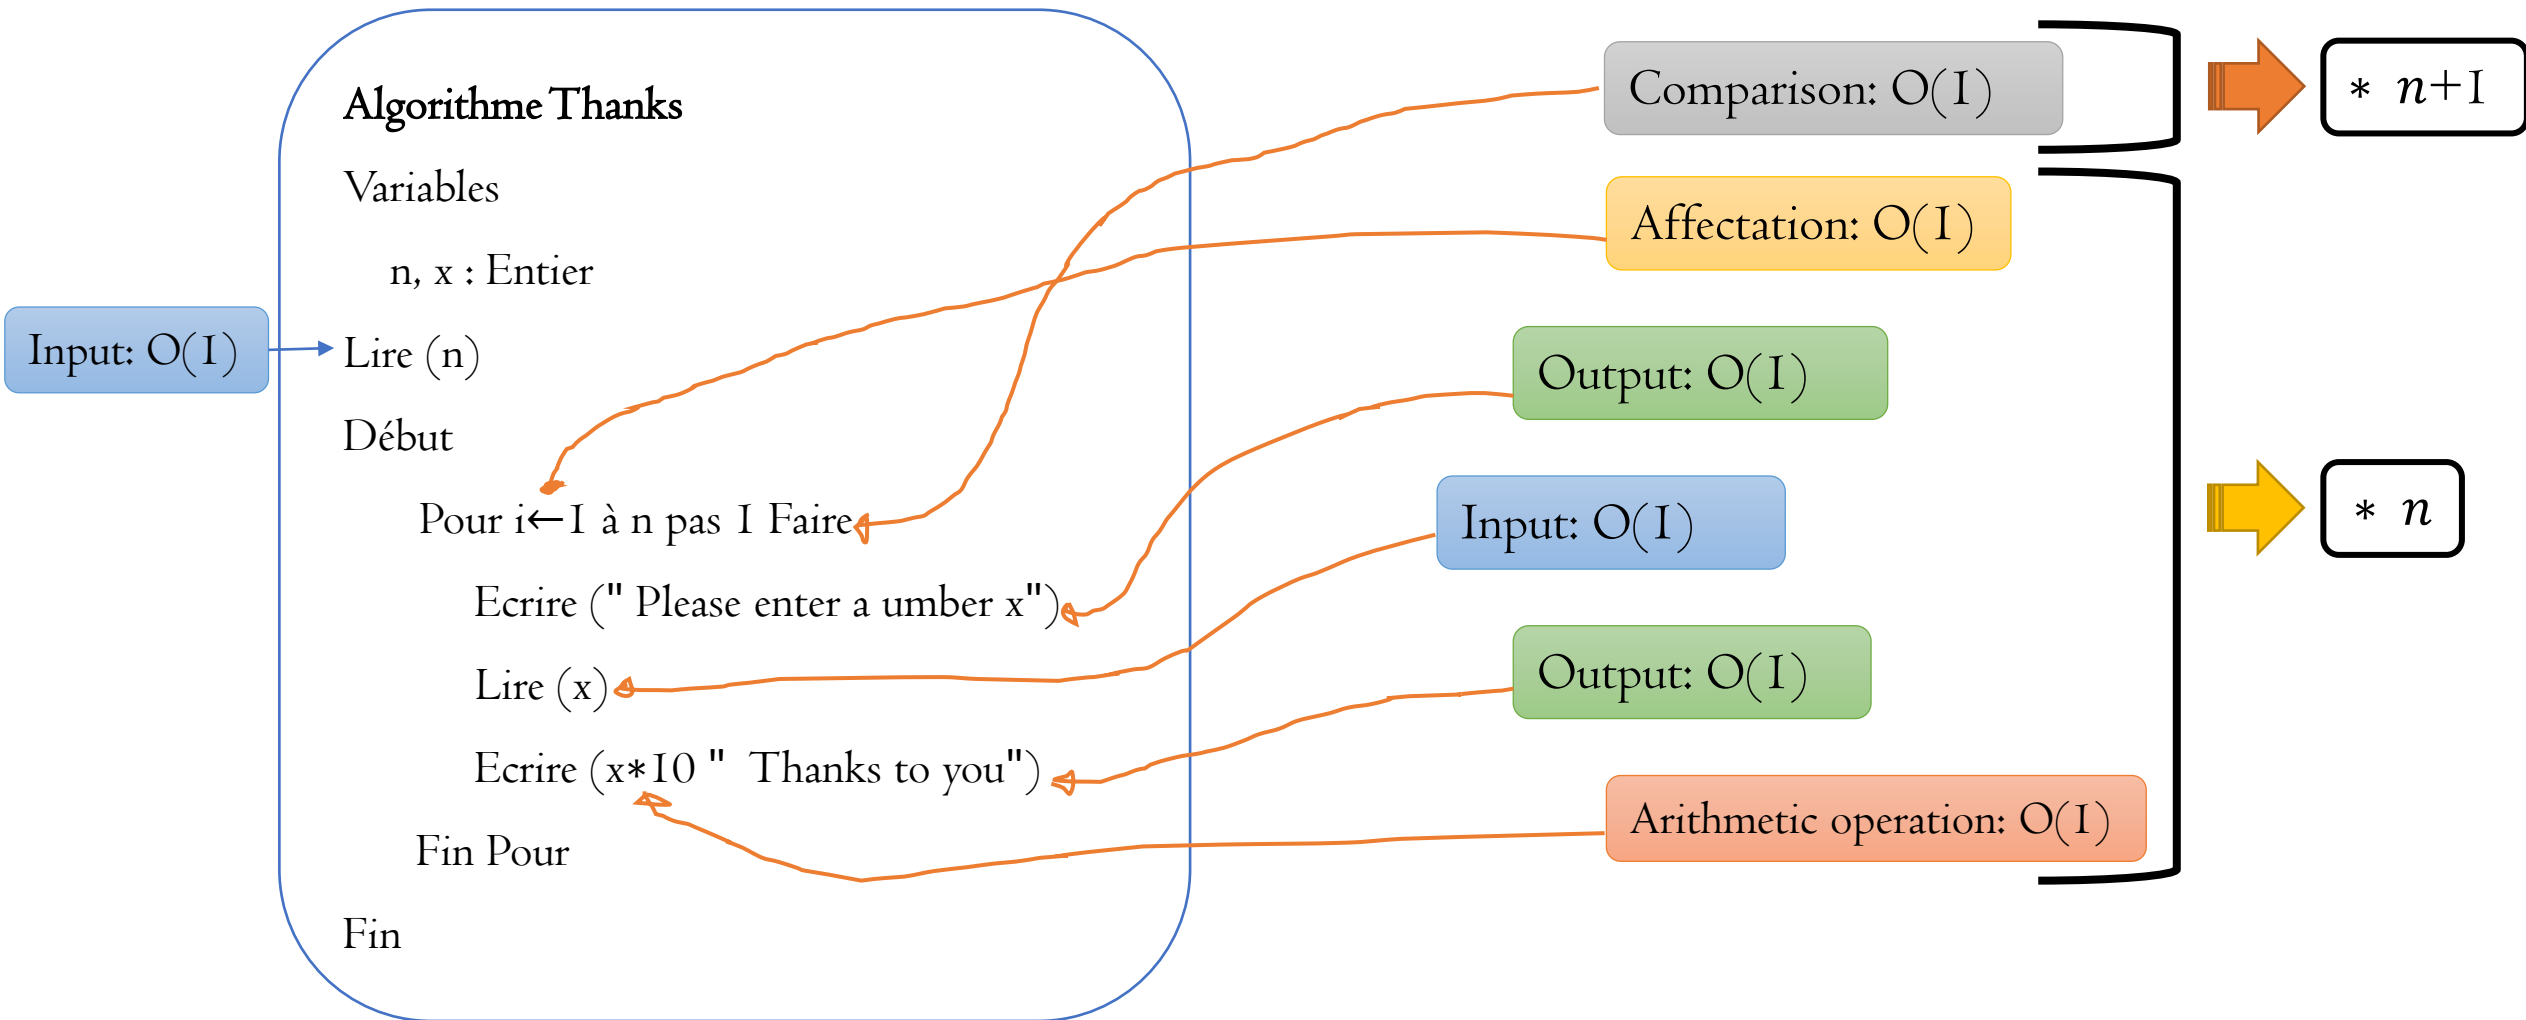 Algorithme Thanks
Variables
n, x : Entier
Input: O(1)
Lire (n)
Début
Pour i←1 à n pas 1 Faire
Ecrire (" Please enter a umber x")
Lire (x)
Ecrire (x*10 " Thanks to you")
Fin Pour
Fin
Comparison: O(1)
Affectation: O(1)
Output: O(1)
Input: O(1)
Output: O(1)
Arithmetic operation: O(1)
* n+1
* n